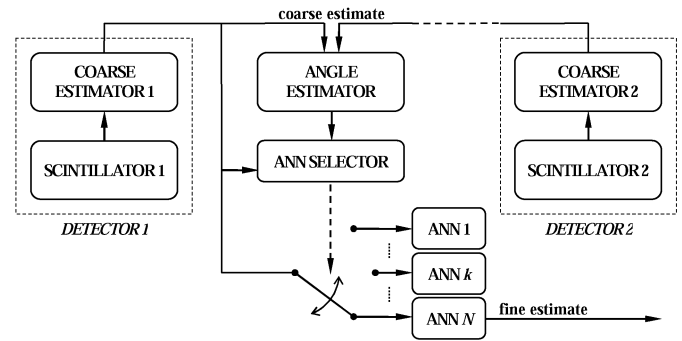 coarse estimate
COARSE
ESTIMATOR 1
SCINTILLATOR 1
DETECTOR 1
ANGLE
ESTIMATOR
ANN SELECTOR
COARSE
ESTIMATOR 2
SCINTILLATOR 2
DETECTOR 2
ANN 1
ANN k
ANN N
fine estimate